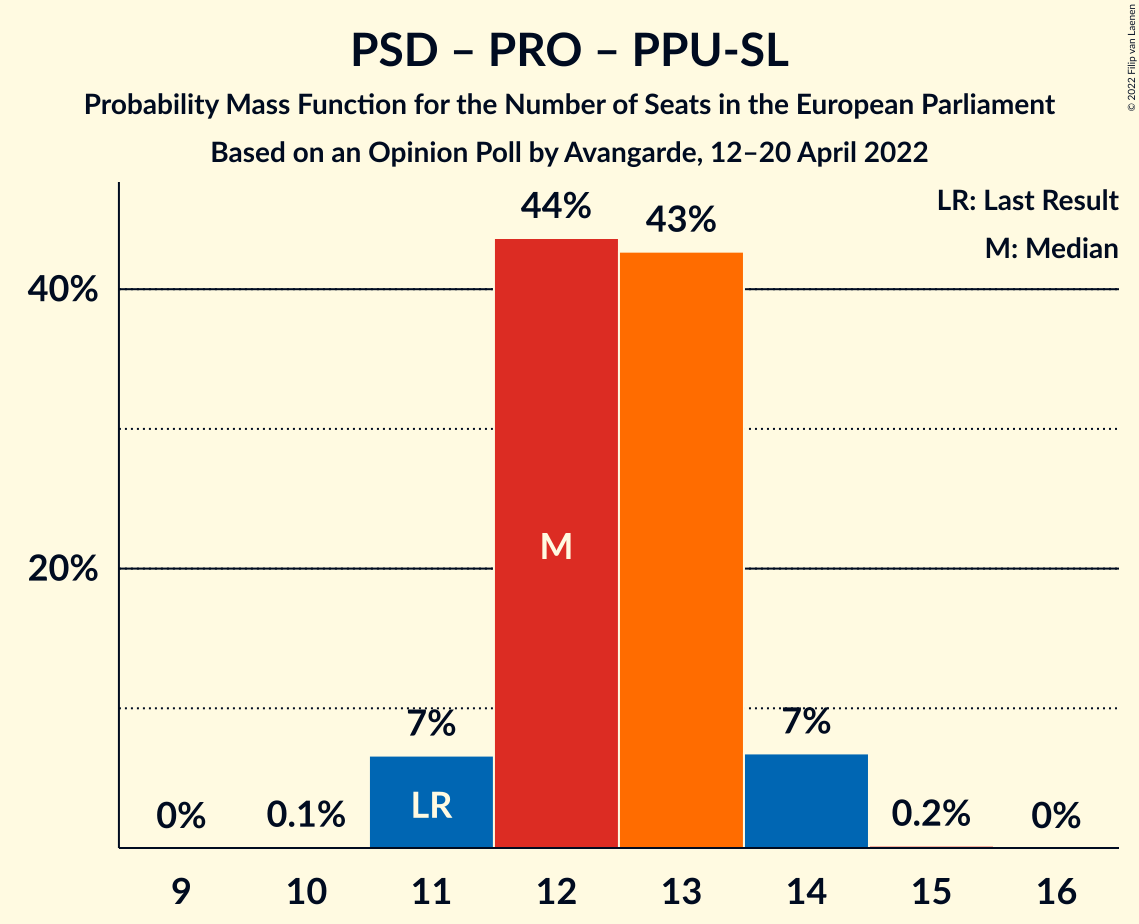 PSD – PRO – PPU-SL
Probability Mass Function for the Number of Seats in the European Parliament
Based on an Opinion Poll by Avangarde, 12–20 April 2022
© 2022 Filip van Laenen
LR: Last Result
M: Median
44%
43%
40%
M
20%
7%
7%
LR
0%
0.1%
0.2%
0%
9
10
11
12
13
14
15
16